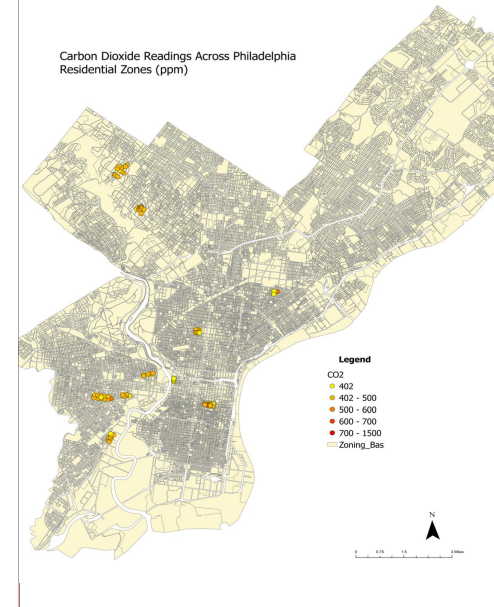 Carbon Dioxide Readings Across Philadelphia
Residential Zones (ppm)
Legend
CO2
402
402 - 500
500 - 600
600 - 700
700 - 1500
Zoning_Bas
N
0 0.75 1.5 3 Miles